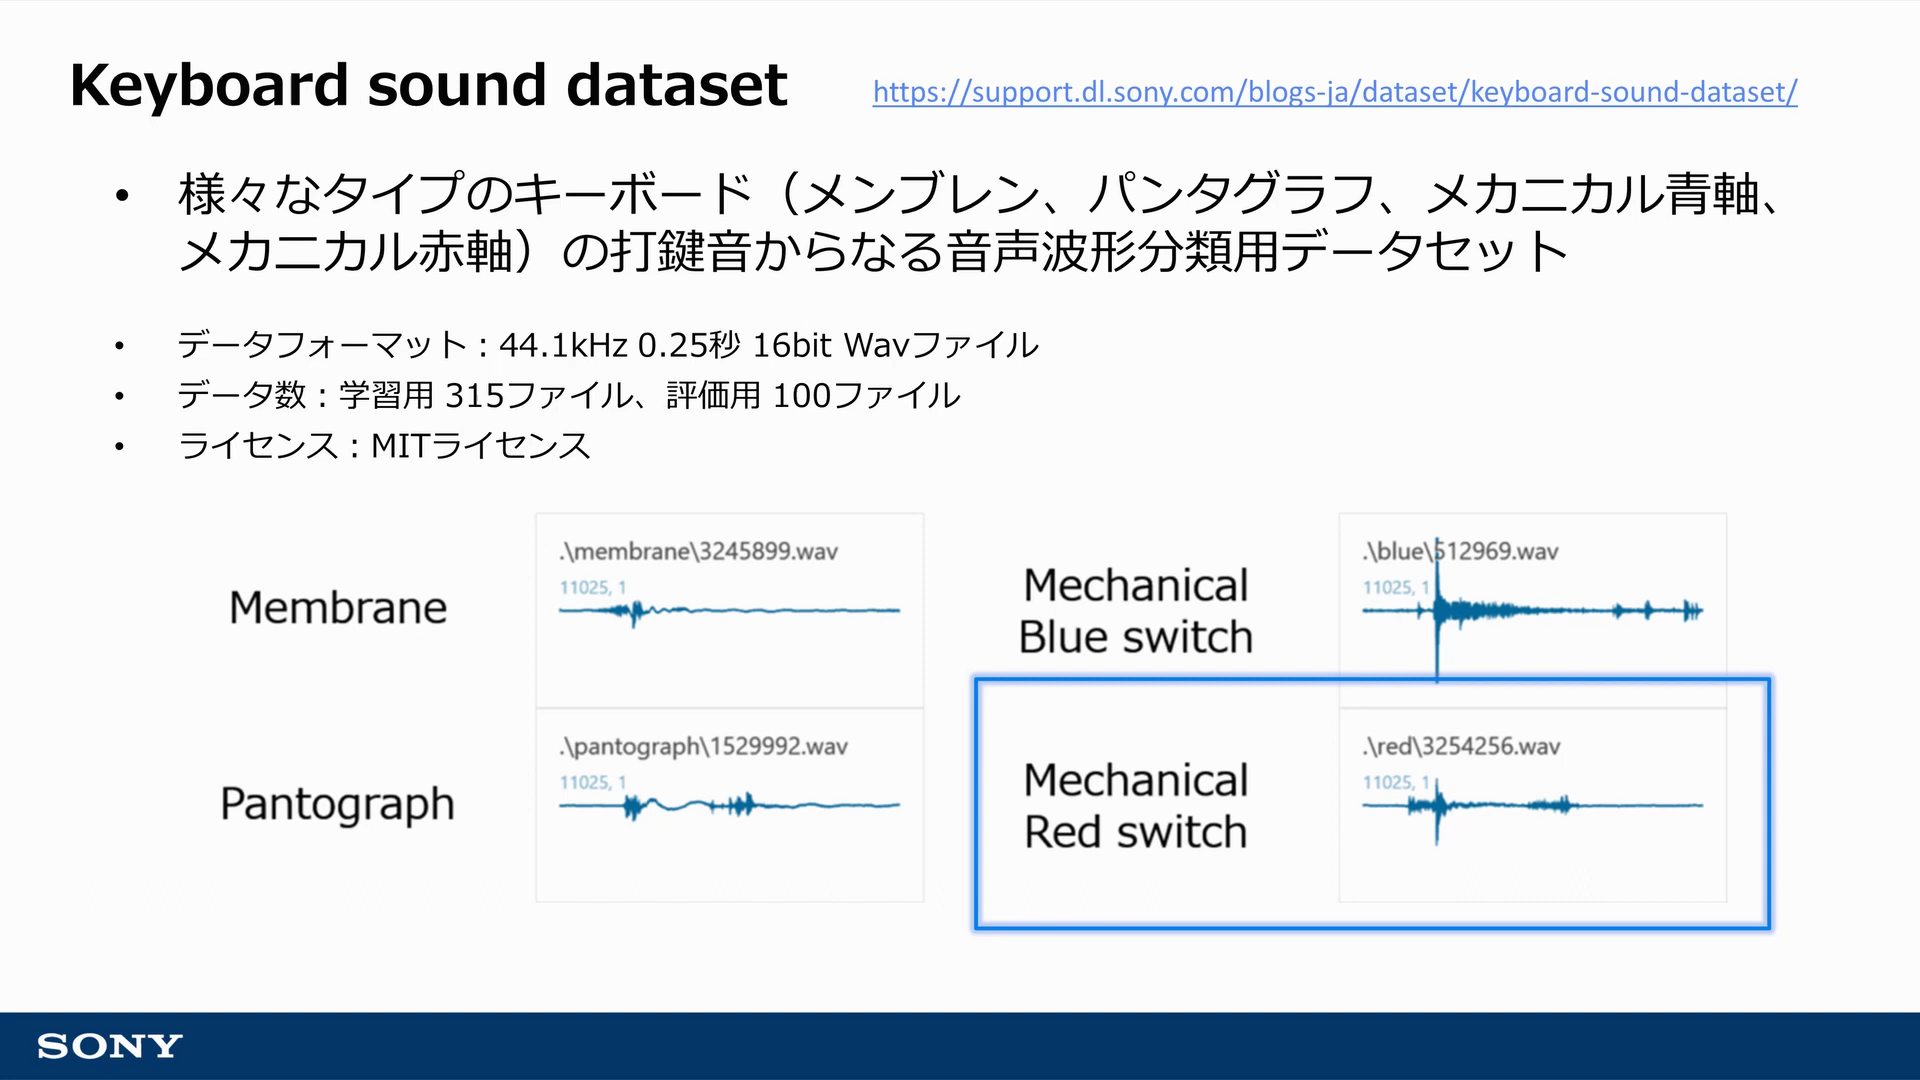 Keyboard sound dataset
https://support.dl.sony.com/blogs-ja/dataset/keyboard-sound-dataset/
• 様々なタイプのキーボード（メンブレン、パンタグラフ、メカニカル青軸、
メカニカル赤軸）の打鍵音からなる音声波形分類用データセット
• データフォーマット：44.1kHz 0.25秒 16bit Wavファイル
• データ数：学習用 315ファイル、評価用 100ファイル
• ライセンス：MITライセンス
Membrane
.\membrane\3245899.wav
11025, 1
Mechanical
Blue switch
.\blue\512969.wav
11025, 1
Pantograph
.\pantograph\1529992.wav
11025, 1
Mechanical
Red switch
.\red\3254256.wav
11025, 1
SONY